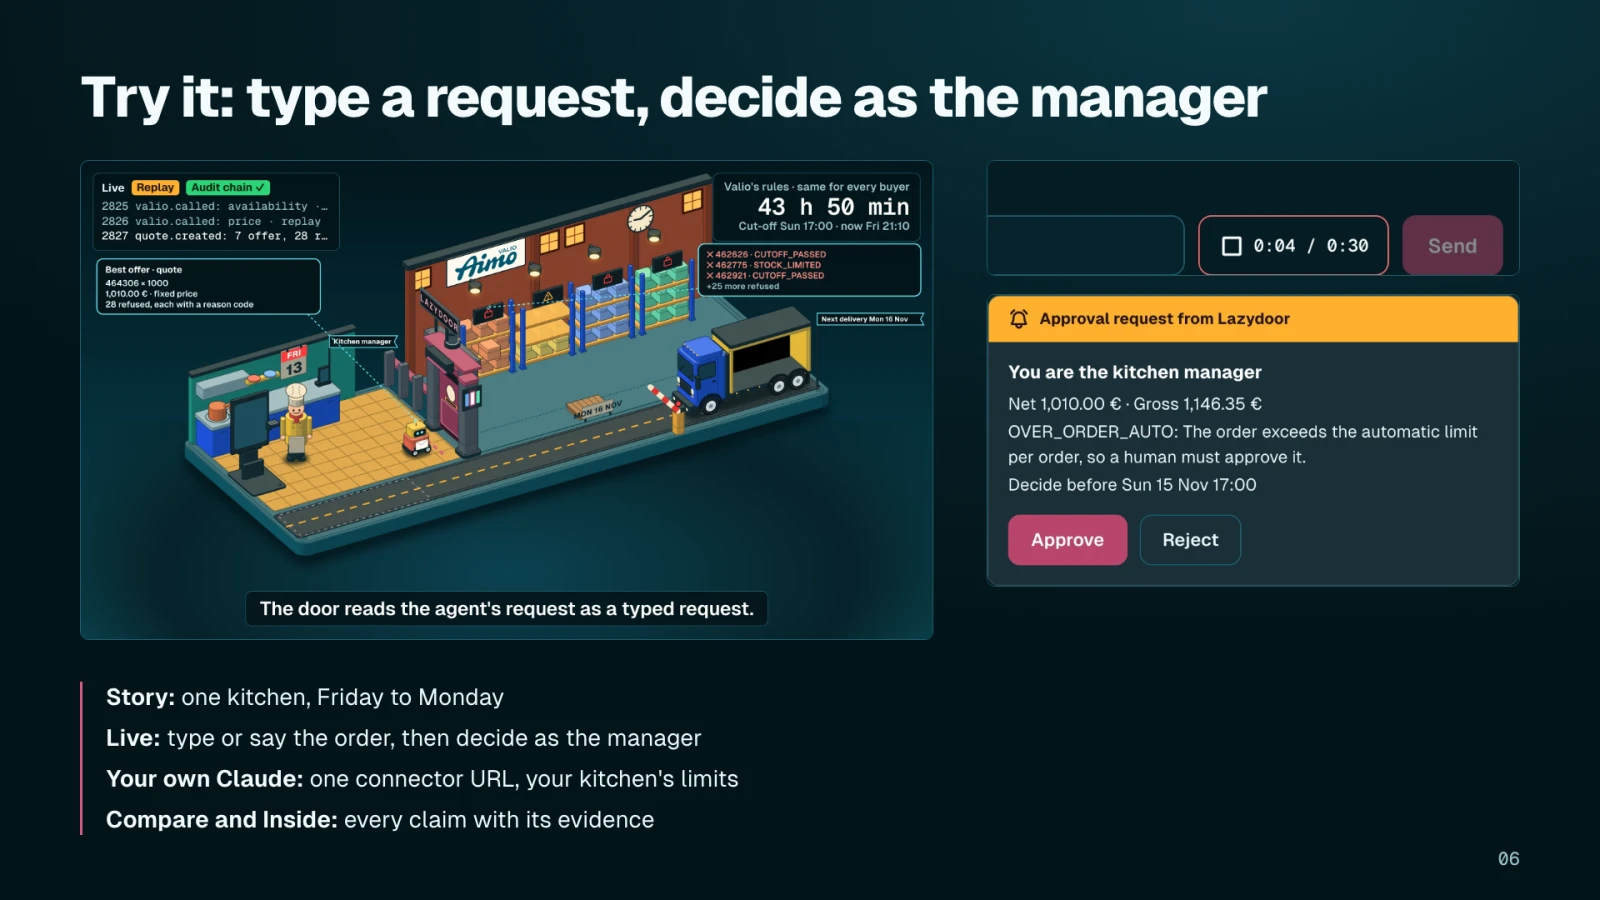 Try it: type a request, decide as the manager
Live Replay Audit chain ✓
2825 valio.called: availability ·…
2826 valio.called: price · replay
2827 quote.created: 7 offer, 28 r…
Best offer · quote
464306 × 1000
1,010.00 € · fixed price
28 refused, each with a reason code
Kitchen manager
FRI
13
LAZYDOOR
VALIO
Aimo
Valio's rules · same for every buyer
43 h 50 min
Cut-off Sun 17:00 · now Fri 21:10
✕ 462626 · CUTOFF_PASSED
✕ 462775 · STOCK_LIMITED
✕ 462921 · CUTOFF_PASSED
+25 more refused
Next delivery Mon 16 Nov
MON 16 NOV
The door reads the agent's request as a typed request.
0:04 / 0:30
Send
Approval request from Lazydoor
You are the kitchen manager
Net 1,010.00 € · Gross 1,146.35 €
OVER_ORDER_AUTO: The order exceeds the automatic limit
per order, so a human must approve it.
Decide before Sun 15 Nov 17:00
Approve
Reject
Story: one kitchen, Friday to Monday
Live: type or say the order, then decide as the manager
Your own Claude: one connector URL, your kitchen's limits
Compare and Inside: every claim with its evidence
06